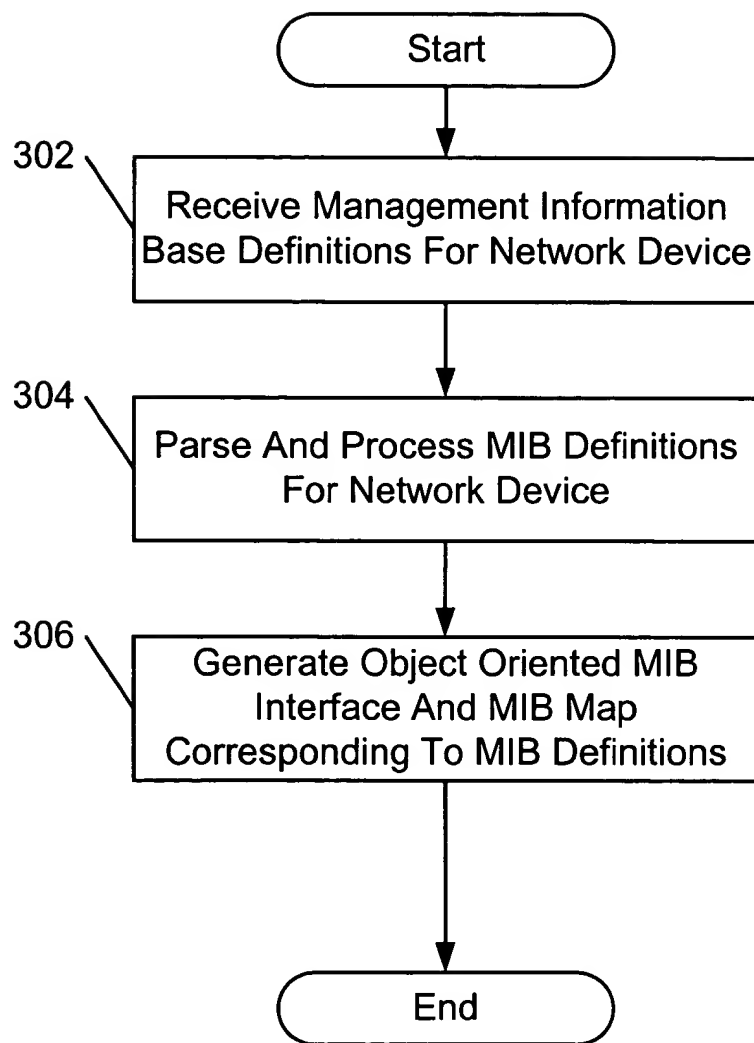 Start
302
Receive Management Information
Base Definitions For Network Device
304
Parse And Process MIB Definitions
For Network Device
306
Generate Object Oriented MIB
Interface And MIB Map
Corresponding To MIB Definitions
End